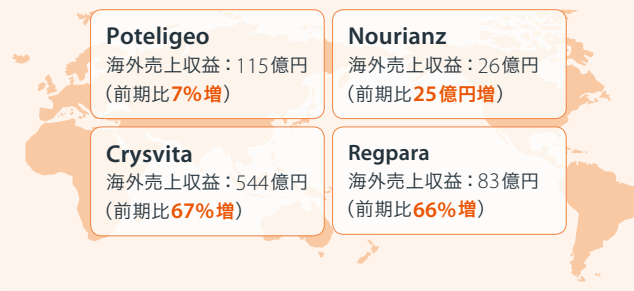 Poteligeo
海外売上収益：115億円
（前期比7%増）
Nourianz
海外売上収益：26億円
（前期比25億円増）
Crysvita
海外売上収益：544億円
（前期比67%増）
Regpara
海外売上収益：83億円
（前期比66%増）